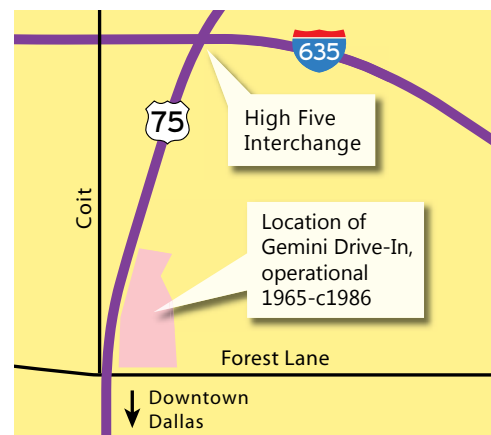 635
75
High Five
Interchange
Coit
Location of
Gemini Drive-In,
operational
1965-c1986
Forest Lane
Downtown
Dallas